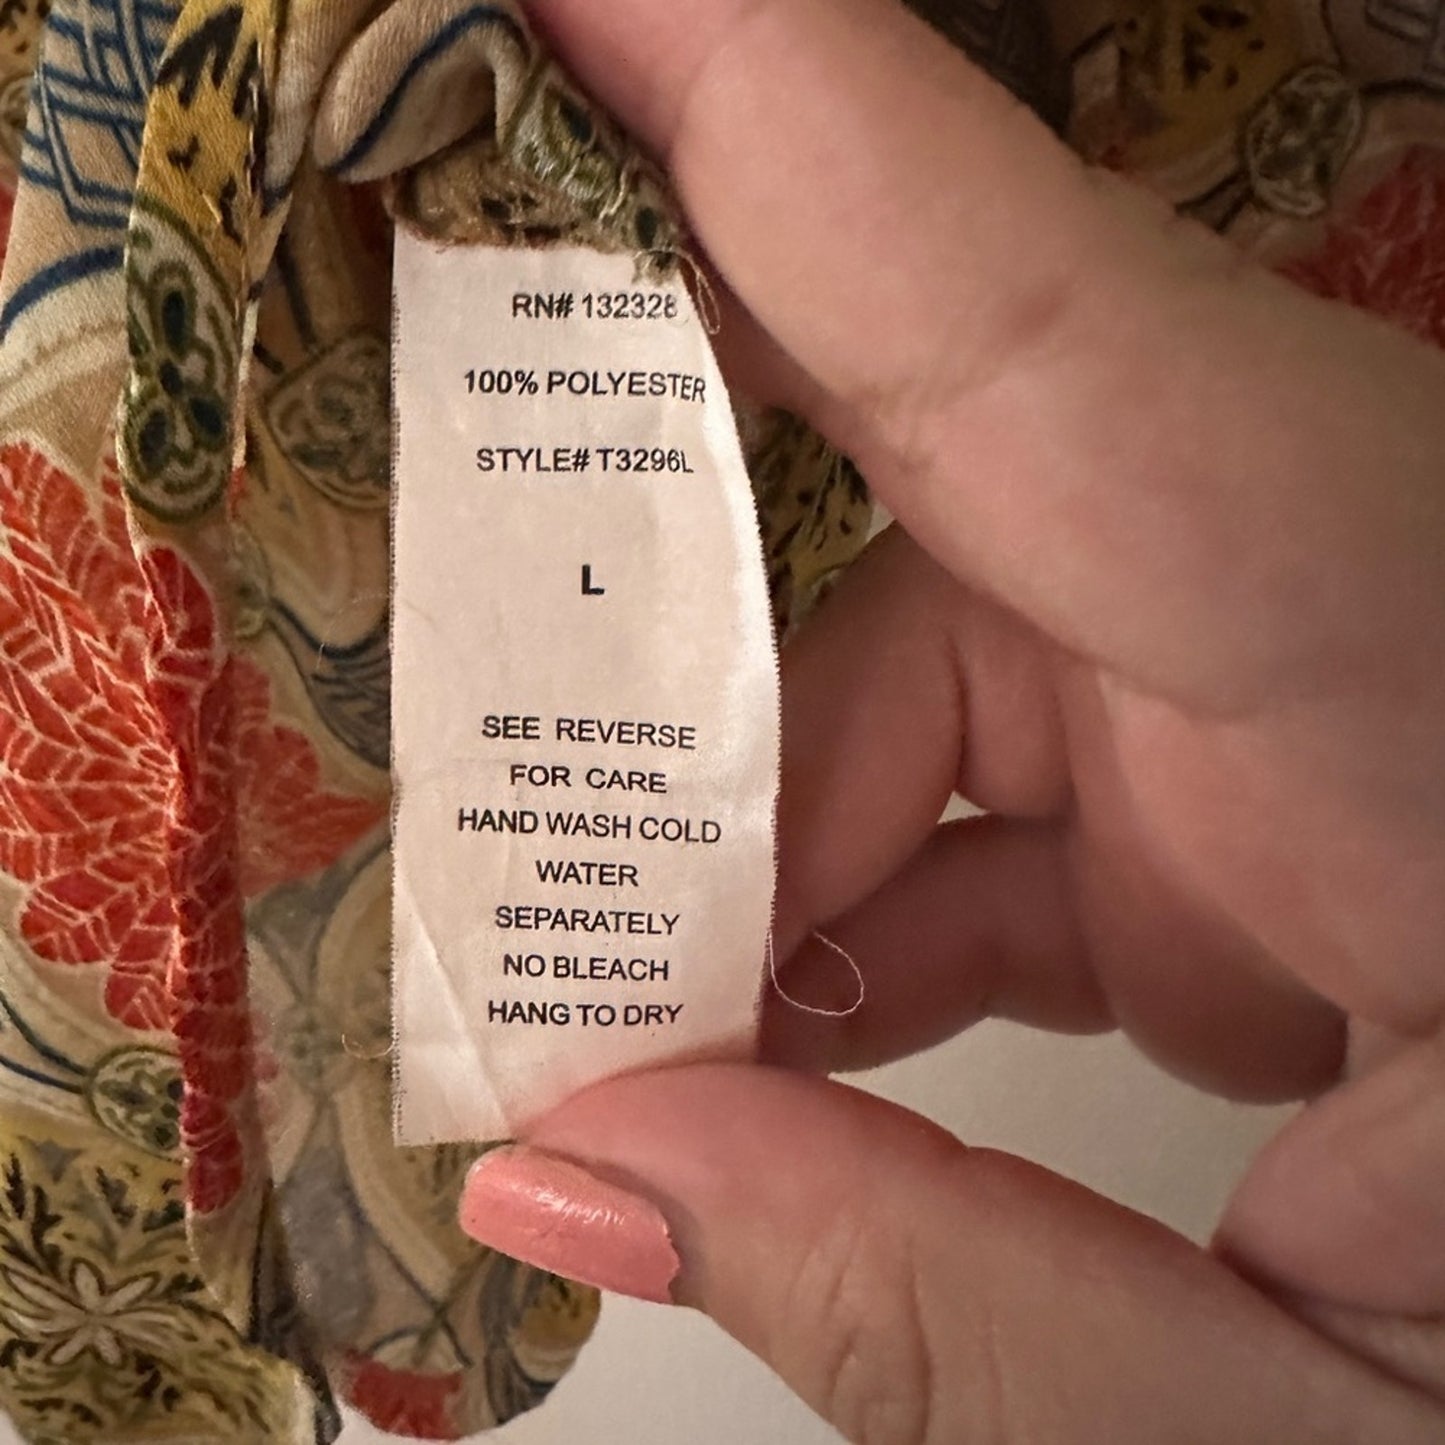 RN# 132328
100% POLYESTER
STYLE# T3296L
L
SEE REVERSE
FOR CARE
HAND WASH COLD
WATER
SEPARATELY
NO BLEACH
HANG TO DRY